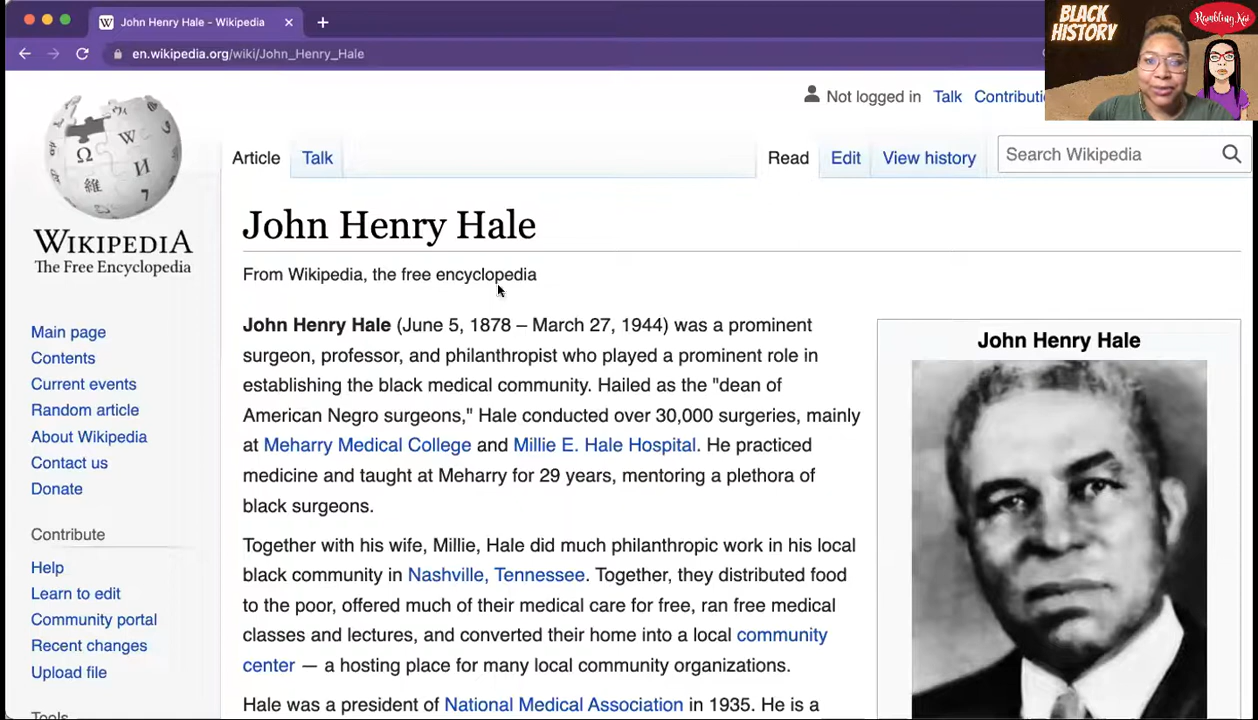 John Henry Hale - Wikipedia
en.wikipedia.org/wiki/John_Henry_Hale
BLACK
HISTORY
Rambling Kai
Not logged in Talk
Article Talk Read Edit View history Search Wikipedia
WIKIPEDIA
The Free Encyclopedia
John Henry Hale
From Wikipedia, the free encyclopedia
Main page
Contents
Current events
Random article
About Wikipedia
Contact us
Donate
Contribute
Help
Learn to edit
Community portal
Recent changes
Upload file
Tools
John Henry Hale (June 5, 1878 – March 27, 1944) was a prominent
surgeon, professor, and philanthropist who played a prominent role in
establishing the black medical community. Hailed as the "dean of
American Negro surgeons," Hale conducted over 30,000 surgeries, mainly
at Meharry Medical College and Millie E. Hale Hospital. He practiced
medicine and taught at Meharry for 29 years, mentoring a plethora of
black surgeons.
Together with his wife, Millie, Hale did much philanthropic work in his local
black community in Nashville, Tennessee. Together, they distributed food
to the poor, offered much of their medical care for free, ran free medical
classes and lectures, and converted their home into a local community
center — a hosting place for many local community organizations.
Hale was a president of National Medical Association in 1935. He is a
John Henry Hale